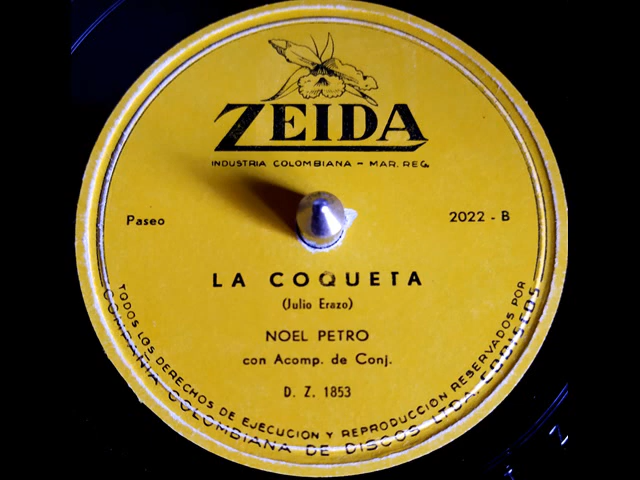 ZEIDA
INDUSTRIA COLOMBIANA - MAR. REG.
Paseo
2022 - B
LA COQUETA
(Julio Erazo)
NOEL PETRO
con Acomp. de Conj.
D. Z. 1853
TODOS LOS DERECHOS DE EJECUCION Y REPRODUCCION RESERVADOS POR
COMPAÑIA COLOMBIANA DE DISCOS LTDA. CODISCOS